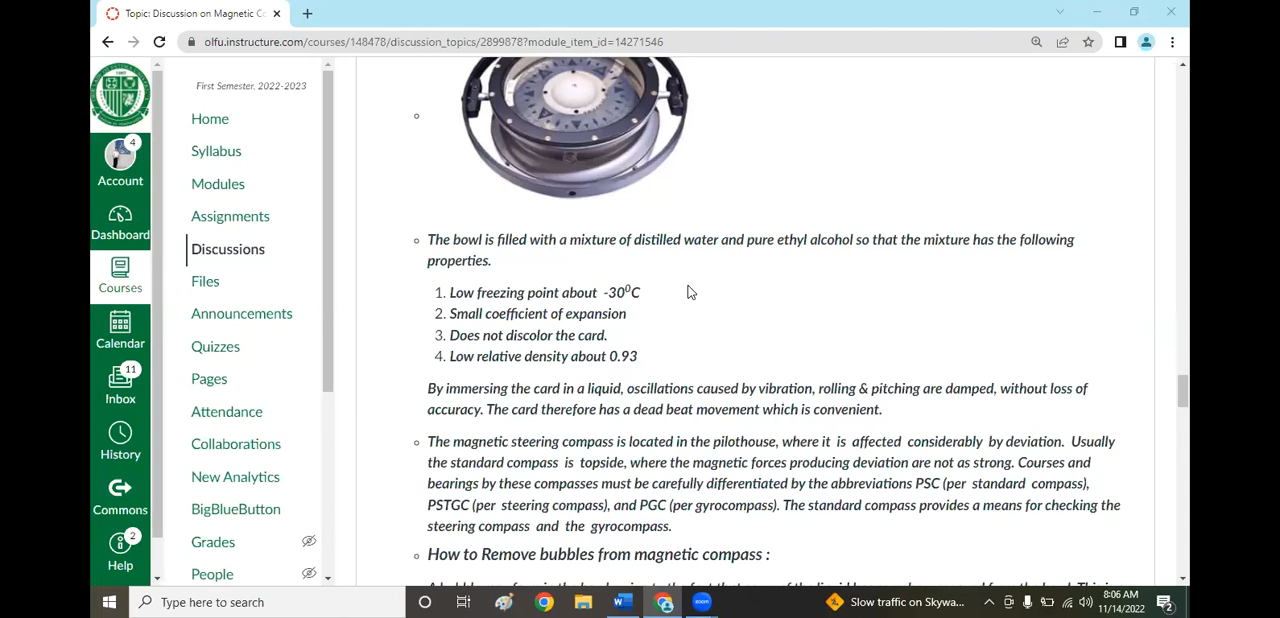 Topic: Discussion on Magnetic C
olfu.instructure.com/courses/148478/discussion_topics/2899878?module_item_id=14271546
4
Account
Dashboard
Courses
Calendar
11
Inbox
History
Commons
2
Help
First Semester, 2022-2023
Home
Syllabus
Modules
Assignments
Discussions
Files
Announcements
Quizzes
Pages
Attendance
Collaborations
New Analytics
BigBlueButton
Grades
People
The bowl is filled with a mixture of distilled water and pure ethyl alcohol so that the mixture has the following
properties.
1. Low freezing point about -30⁰C
2. Small coefficient of expansion
3. Does not discolor the card.
4. Low relative density about 0.93
By immersing the card in a liquid, oscillations caused by vibration, rolling & pitching are damped, without loss of
accuracy. The card therefore has a dead beat movement which is convenient.
The magnetic steering compass is located in the pilothouse, where it is affected considerably by deviation. Usually
the standard compass is topside, where the magnetic forces producing deviation are not as strong. Courses and
bearings by these compasses must be carefully differentiated by the abbreviations PSC (per standard compass),
PSTGC (per steering compass), and PGC (per gyrocompass). The standard compass provides a means for checking the
steering compass and the gyrocompass.
How to Remove bubbles from magnetic compass :
Type here to search
zoom
Slow traffic on Skywa...
8:06 AM
11/14/2022
2